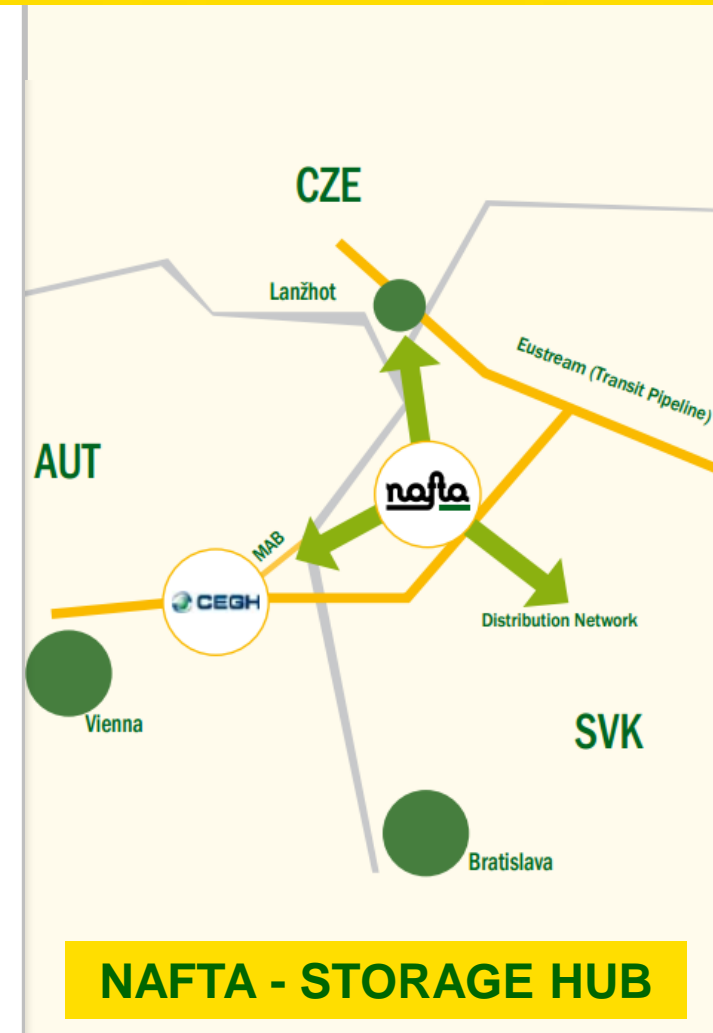 CZE
Lanžhot
Eustream (Transit Pipeline)
AUT
nafta
MAB
CEGH
Distribution Network
Vienna
SVK
Bratislava
NAFTA - STORAGE HUB